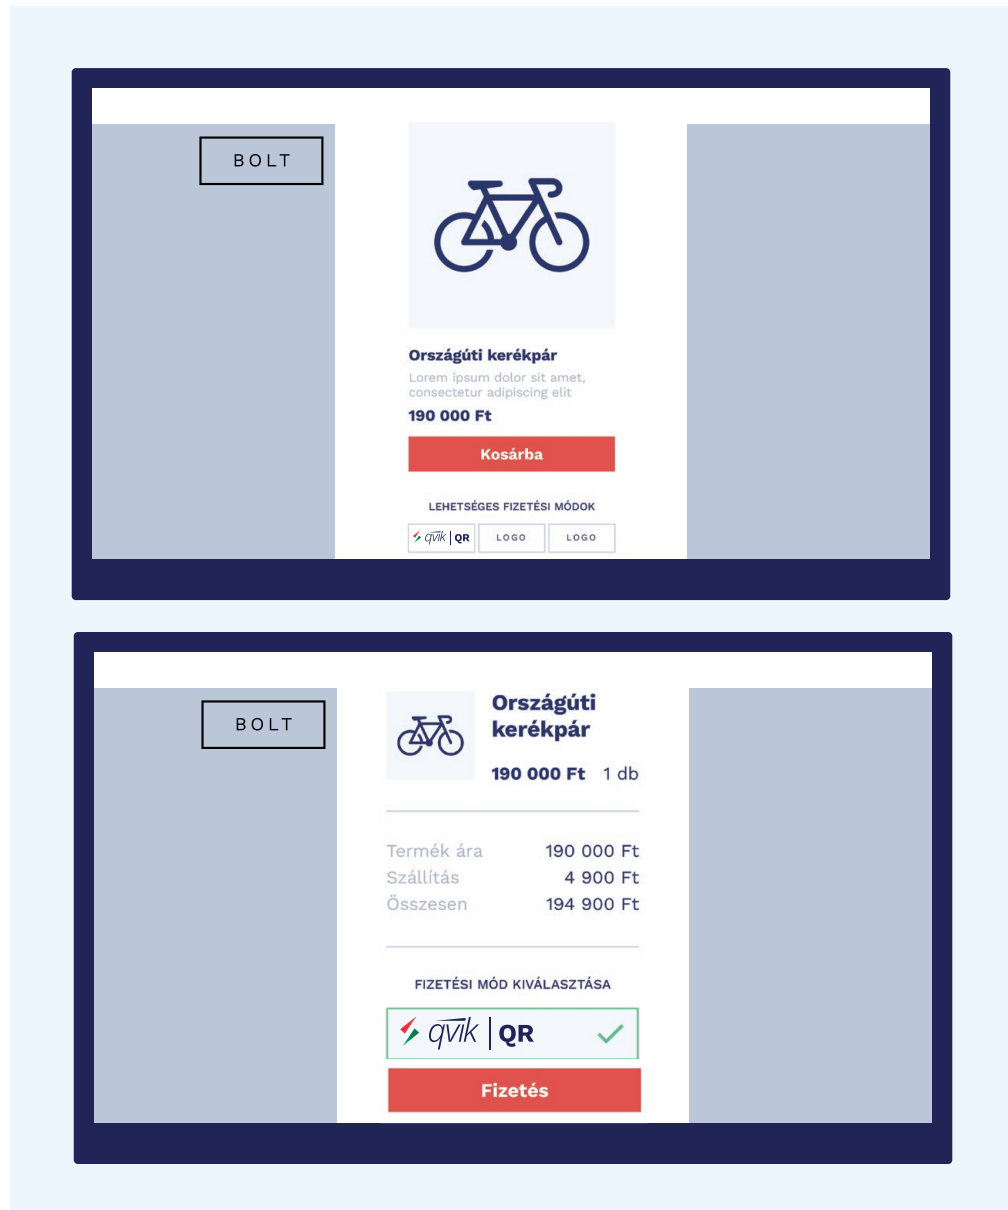 BOLT
Országúti kerékpár
Lorem ipsum dolor sit amet,
consectetur adipiscing elit
190 000 Ft
Kosárba
LEHETSÉGES FIZETÉSI MÓDOK
qvik | QR LOGO LOGO
BOLT
Országúti
kerékpár
190 000 Ft 1 db
Termék ára 190 000 Ft
Szállítás 4 900 Ft
Összesen 194 900 Ft
FIZETÉSI MÓD KIVÁLASZTÁSA
qvik | QR
Fizetés